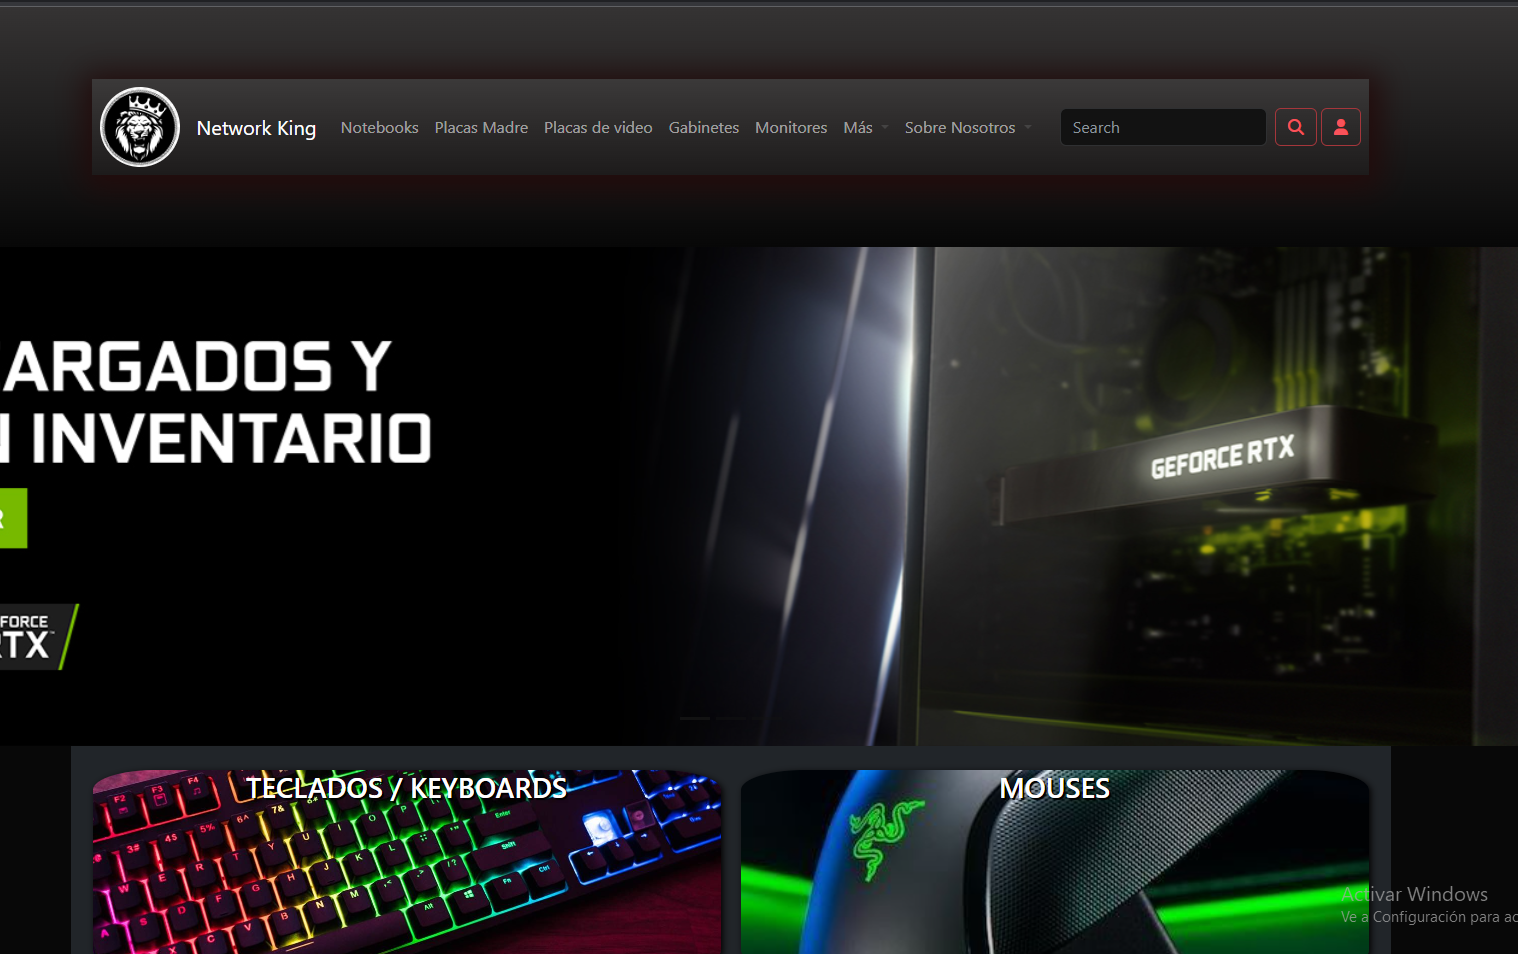 Network King
Notebooks
Placas Madre
Placas de video
Gabinetes
Monitores
Más
Sobre Nosotros
Search
ARGADOS Y
INVENTARIO
GEFORCE RTX
R
FORCE
RTX
TECLADOS / KEYBOARDS
MOUSES
Activar Windows
Ve a Configuración para ac